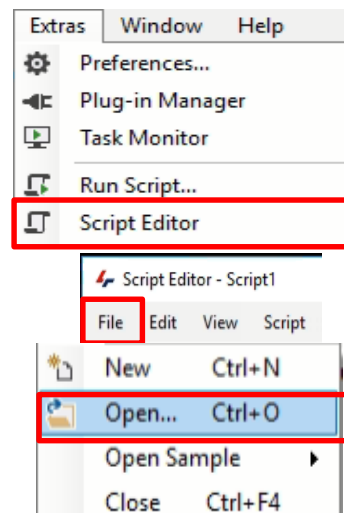 Extras Window Help
Preferences...
Plug-in Manager
Task Monitor
Run Script...
Script Editor
Script Editor - Script1
File Edit View Script
New Ctrl+N
Open... Ctrl+O
Open Sample
Close Ctrl+F4